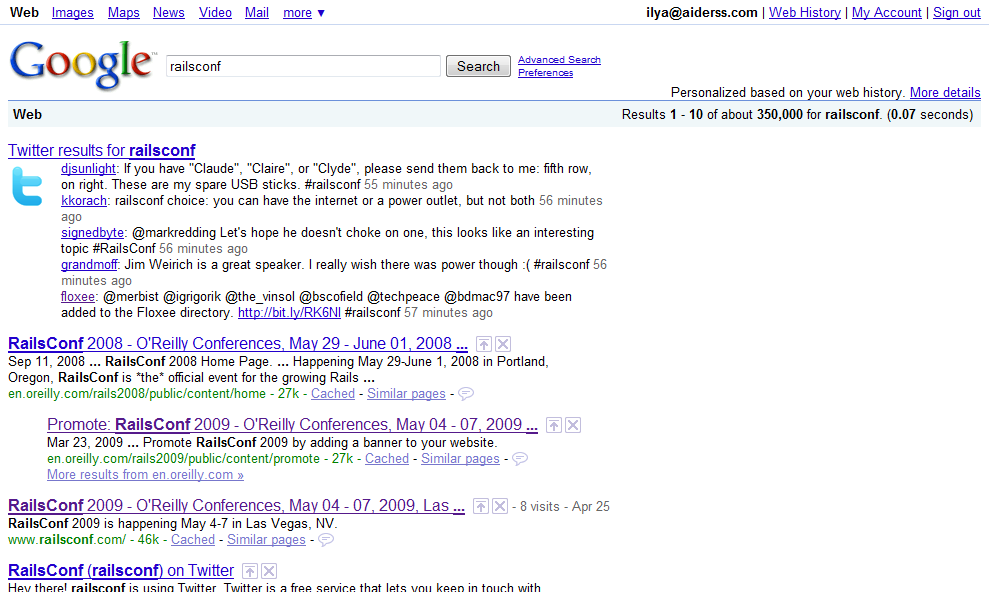 Web Images Maps News Video Mail more ▼ ilya@aiderss.com | Web History | My Account | Sign out
Google™ railsconf Search Advanced Search
Preferences
Personalized based on your web history. More details
Web Results 1 - 10 of about 350,000 for railsconf. (0.07 seconds)
Twitter results for railsconf
t djsunlight: If you have "Claude", "Claire", or "Clyde", please send them back to me: fifth row,
on right. These are my spare USB sticks. #railsconf 55 minutes ago
kkorach: railsconf choice: you can have the internet or a power outlet, but not both 56 minutes
ago
signedbyte: @markredding Let's hope he doesn't choke on one, this looks like an interesting
topic #RailsConf 56 minutes ago
grandmoff: Jim Weirich is a great speaker. I really wish there was power though :( #railsconf 56
minutes ago
floxee: @merbist @igrigorik @the_vinsol @bscofield @techpeace @bdmac97 have been
added to the Floxee directory. http://bit.ly/RK6Nl #railsconf 57 minutes ago
RailsConf 2008 - O'Reilly Conferences, May 29 - June 01, 2008 ...
Sep 11, 2008 ... RailsConf 2008 Home Page. ... Happening May 29-June 1, 2008 in Portland,
Oregon, RailsConf is *the* official event for the growing Rails ...
en.oreilly.com/rails2008/public/content/home - 27k - Cached - Similar pages -
Promote: RailsConf 2009 - O'Reilly Conferences, May 04 - 07, 2009 ...
Mar 23, 2009 ... Promote RailsConf 2009 by adding a banner to your website.
en.oreilly.com/rails2009/public/content/promote - 27k - Cached - Similar pages -
More results from en.oreilly.com »
RailsConf 2009 - O'Reilly Conferences, May 04 - 07, 2009, Las ... - 8 visits - Apr 25
RailsConf 2009 is happening May 4-7 in Las Vegas, NV.
www.railsconf.com/ - 46k - Cached - Similar pages -
RailsConf (railsconf) on Twitter
Hey there! railsconf is using Twitter. Twitter is a free service that lets you keep in touch with